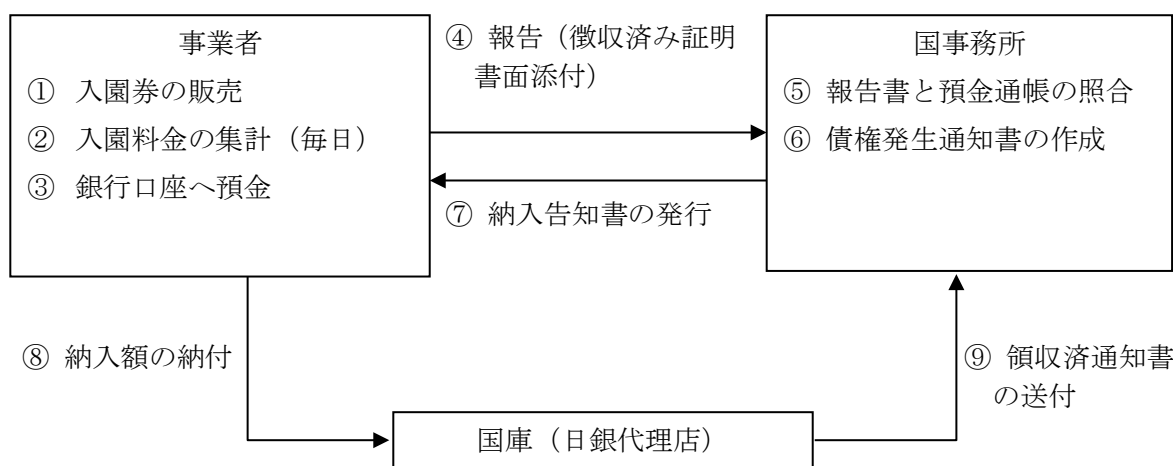 事業者
① 入園券の販売
② 入園料金の集計（毎日）
③ 銀行口座へ預金
④ 報告（徴収済み証明
書面添付）
国事務所
⑤ 報告書と預金通帳の照合
⑥ 債権発生通知書の作成
⑦ 納入告知書の発行
⑧ 納入額の納付
⑨ 領収済通知書
の送付
国庫（日銀代理店）